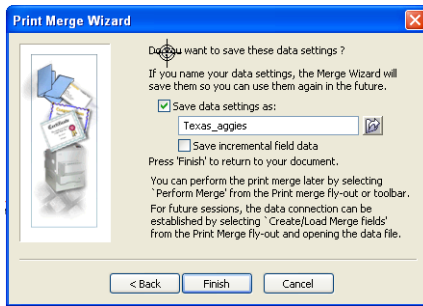 Print Merge Wizard
Do you want to save these data settings ?
If you name your data settings, the Merge Wizard will
save them so you can use them again in the future.
Save data settings as:
Texas_aggies
Save incremental field data
Press 'Finish' to return to your document.
You can perform the print merge later by selecting
`Perform Merge' from the Print merge fly-out or toolbar.
For future sessions, the data connection can be
established by selecting `Create/Load Merge fields'
from the Print Merge fly-out and opening the data file.
< Back
Finish
Cancel